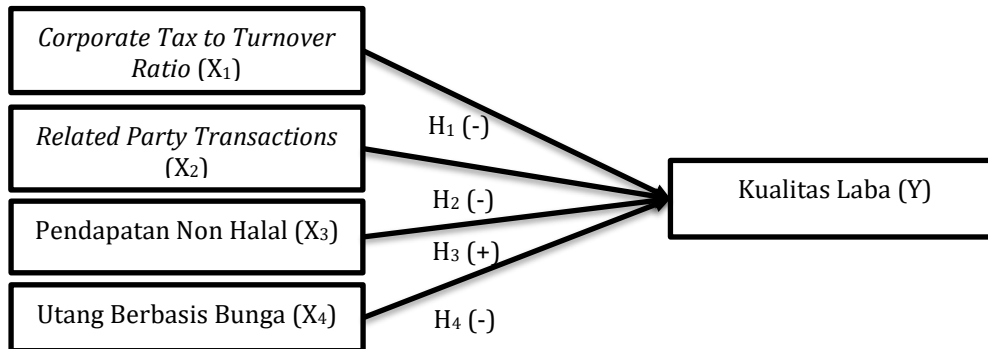 Corporate Tax to Turnover
Ratio (X1)
Related Party Transactions
(X2)
Pendapatan Non Halal (X3)
Utang Berbasis Bunga (X4)
H1 (-)
H2 (-)
H3 (+)
H4 (-)
Kualitas Laba (Y)